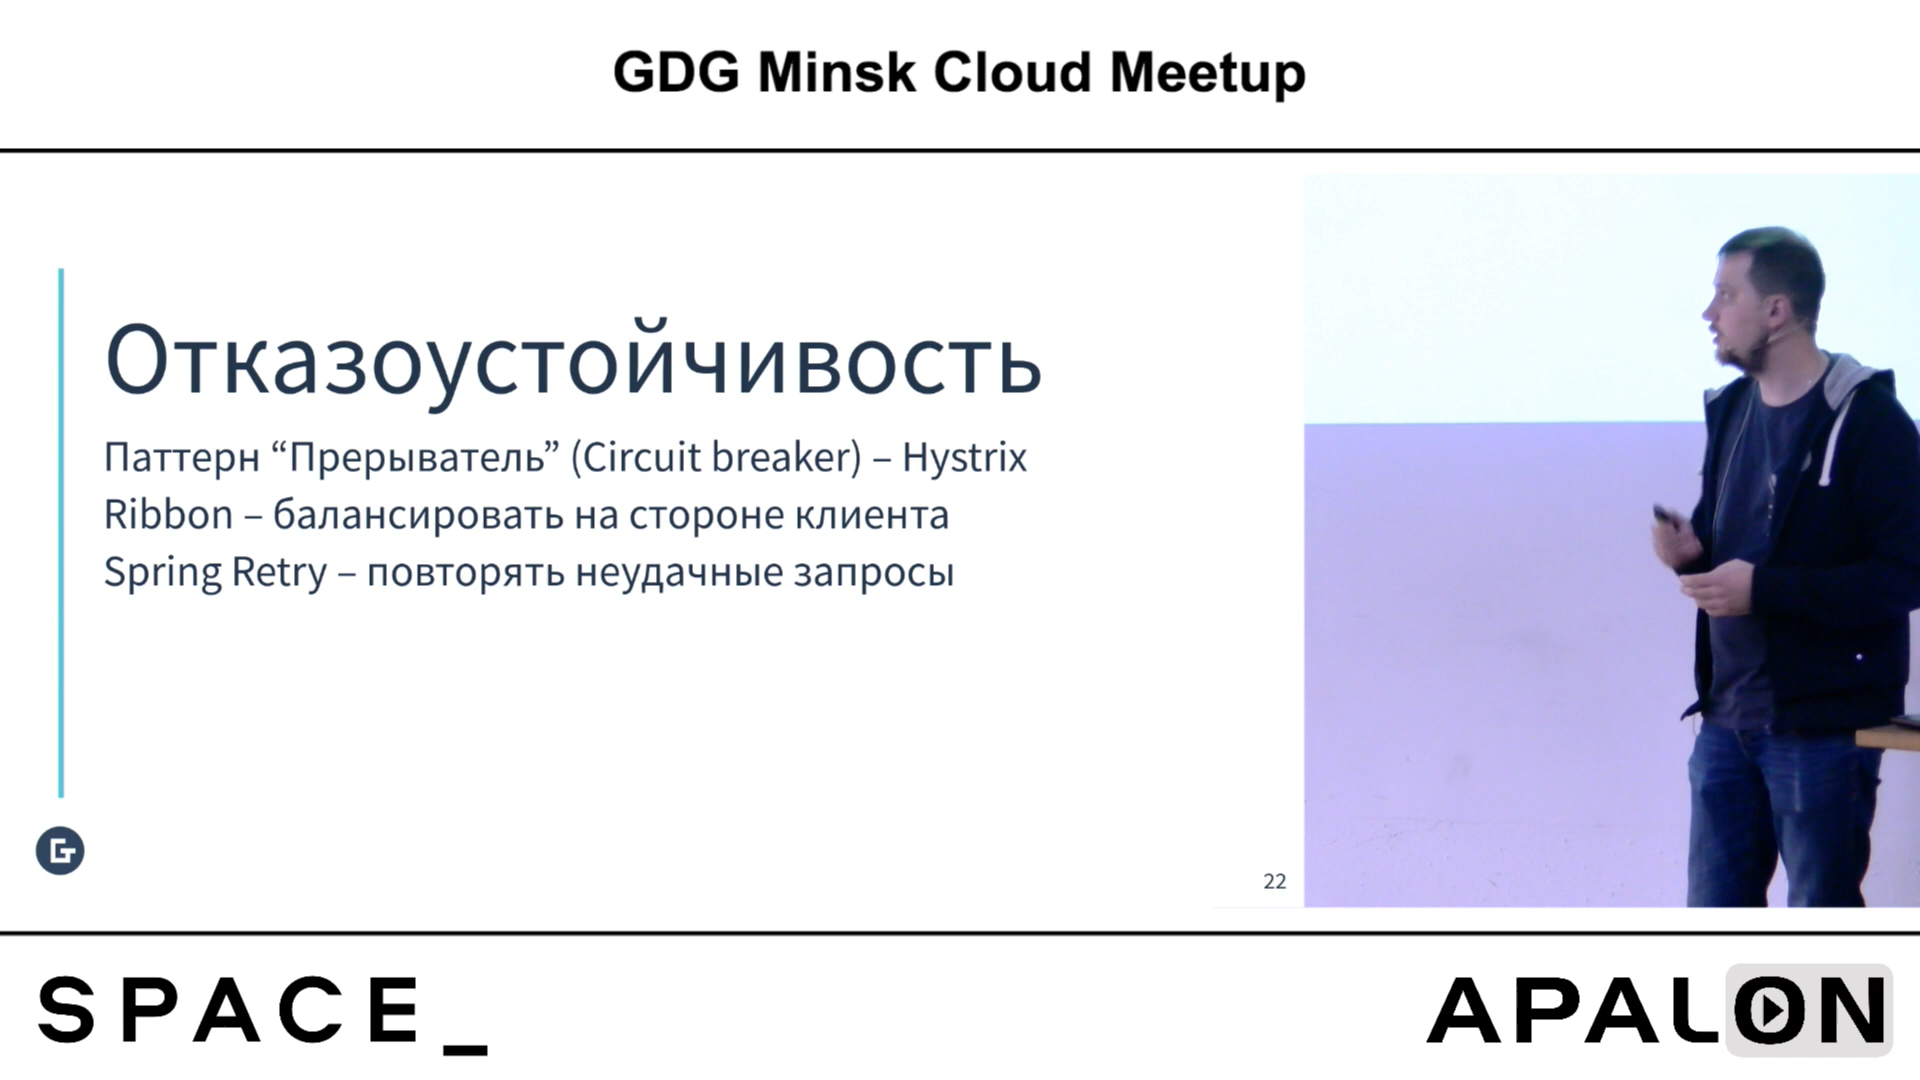 GDG Minsk Cloud Meetup
Отказоустойчивость
Паттерн “Прерыватель” (Circuit breaker) – Hystrix
Ribbon – балансировать на стороне клиента
Spring Retry – повторять неудачные запросы
22
SPACE_
APALON